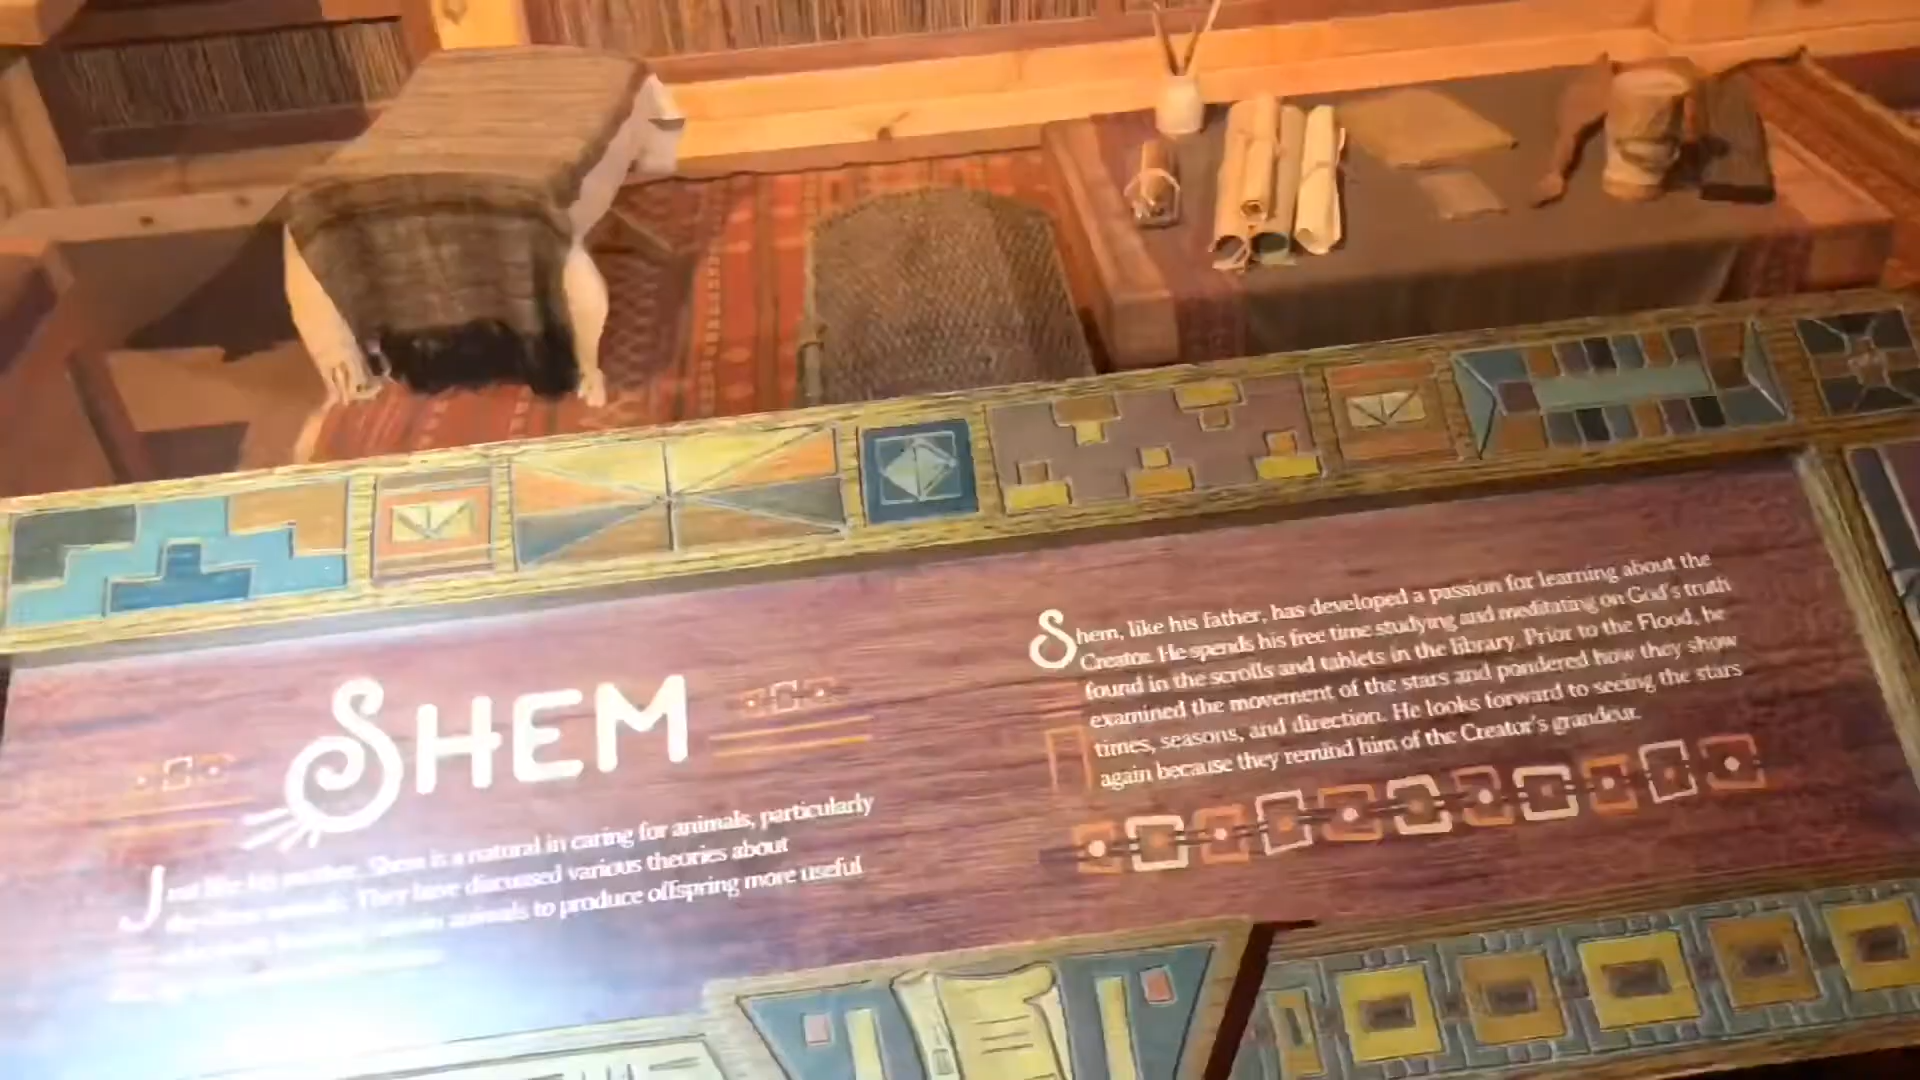 SHEM
Just like his mother, Shem is a natural in caring for animals, particularly
They have discussed various theories about
animals to produce offspring more useful
Shem, like his father, has developed a passion for learning about the
Creator. He spends his free time studying and meditating on God's truth
found in the scrolls and tablets in the library. Prior to the Flood, he
examined the movement of the stars and pondered how they show
times, seasons, and direction. He looks forward to seeing the stars
again because they remind him of the Creator's grandeur.